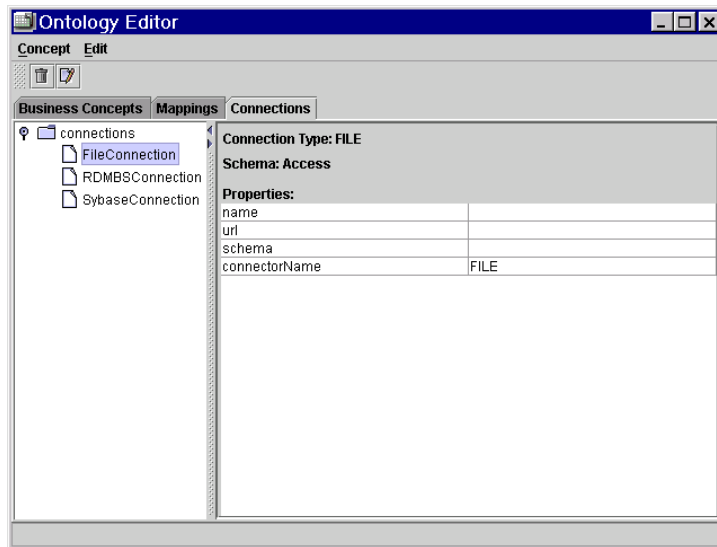 Ontology Editor
Concept Edit
Business Concepts Mappings Connections
connections
FileConnection
RDMBSConnection
SybaseConnection
Connection Type: FILE
Schema: Access
Properties:
name
url
schema
connectorName FILE